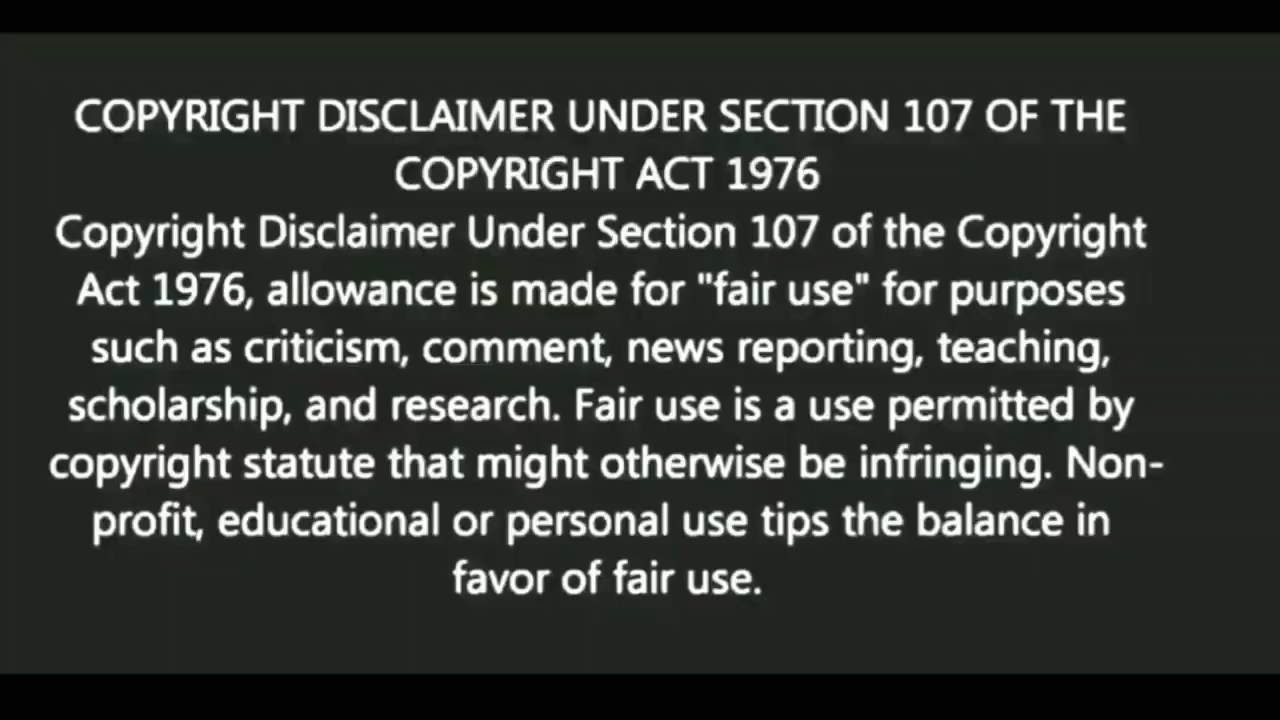 COPYRIGHT DISCLAIMER UNDER SECTION 107 OF THE
COPYRIGHT ACT 1976
Copyright Disclaimer Under Section 107 of the Copyright
Act 1976, allowance is made for "fair use" for purposes
such as criticism, comment, news reporting, teaching,
scholarship, and research. Fair use is a use permitted by
copyright statute that might otherwise be infringing. Non-
profit, educational or personal use tips the balance in
favor of fair use.